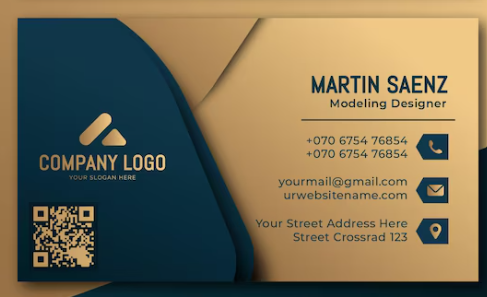 COMPANY LOGO
YOUR SLOGAN HERE
MARTIN SAENZ
Modeling Designer
+070 6754 76854
+070 6754 76854
yourmail@gmail.com
urwebsitename.com
Your Street Address Here
Street Crossrad 123